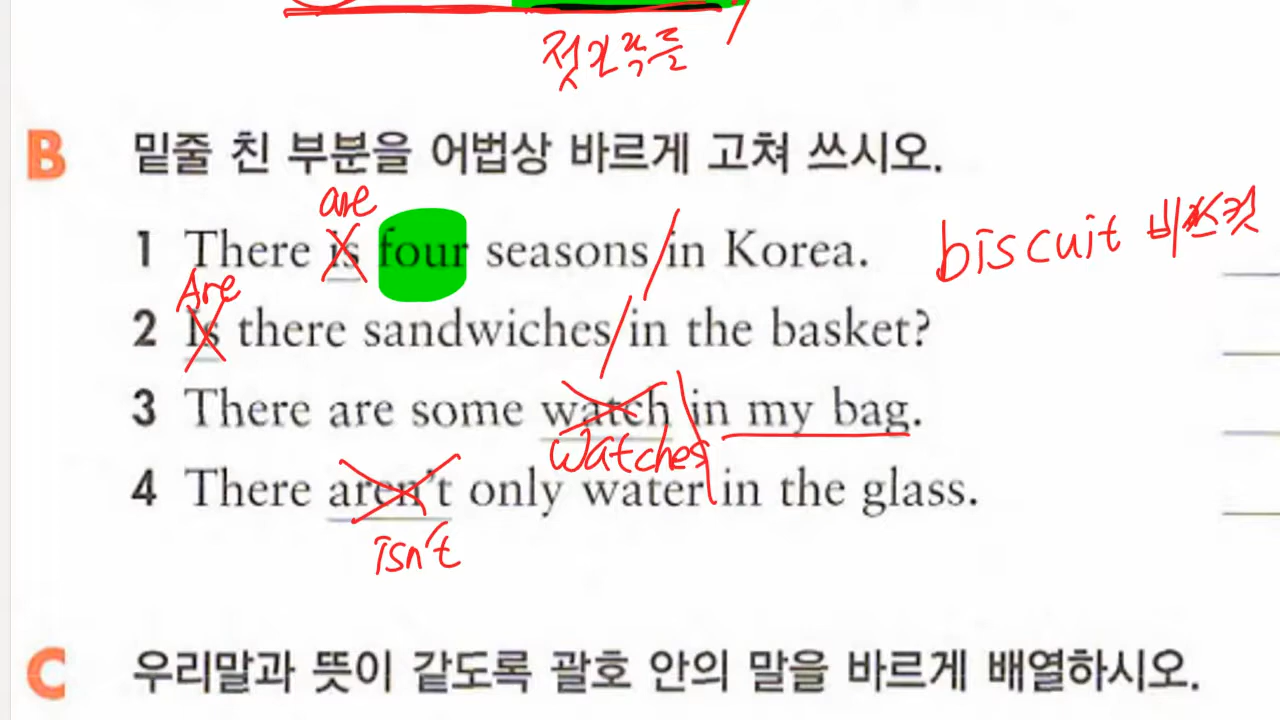 젓가락들
B 밑줄 친 부분을 어법상 바르게 고쳐 쓰시오.
are
1 There is four seasons in Korea.
biscuit 비스킷
Are
2 Is there sandwiches in the basket?
3 There are some watch in my bag.
watches
4 There aren't only water in the glass.
isn't
C 우리말과 뜻이 같도록 괄호 안의 말을 바르게 배열하시오.